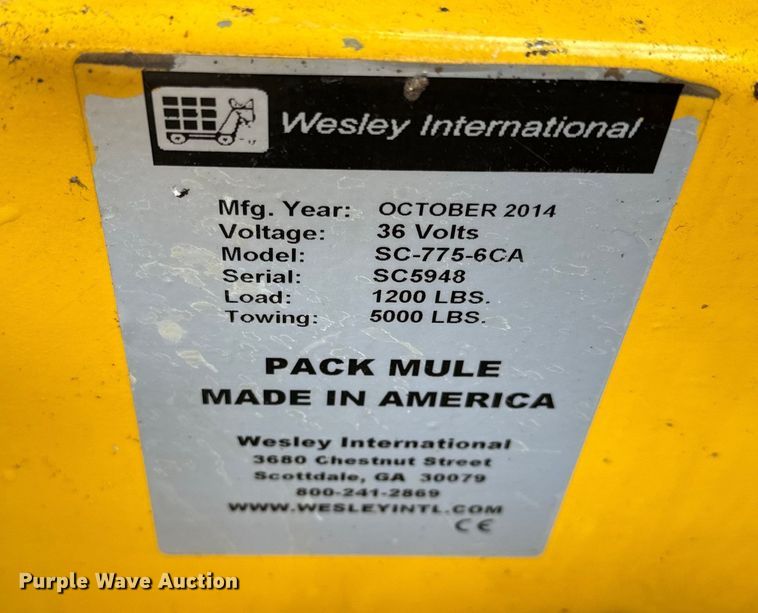 Wesley International
Mfg. Year: OCTOBER 2014
Voltage: 36 Volts
Model: SC-775-6CA
Serial: SC5948
Load: 1200 LBS.
Towing: 5000 LBS.
PACK MULE
MADE IN AMERICA
Wesley International
3680 Chestnut Street
Scottdale, GA 30079
800-241-2869
WWW.WESLEYINTL.COM
CE
Purple Wave Auction